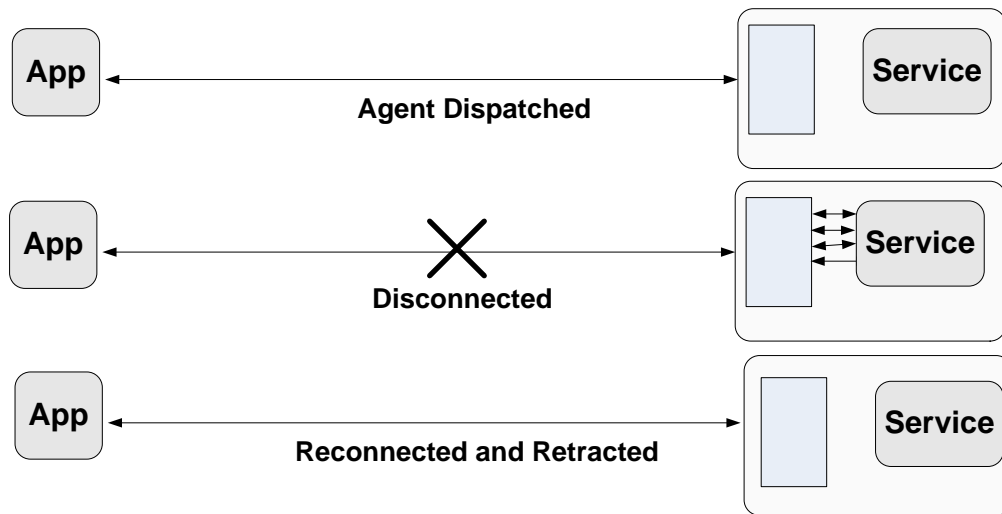 App
Service
Agent Dispatched
App
Service
Disconnected
App
Service
Reconnected and Retracted